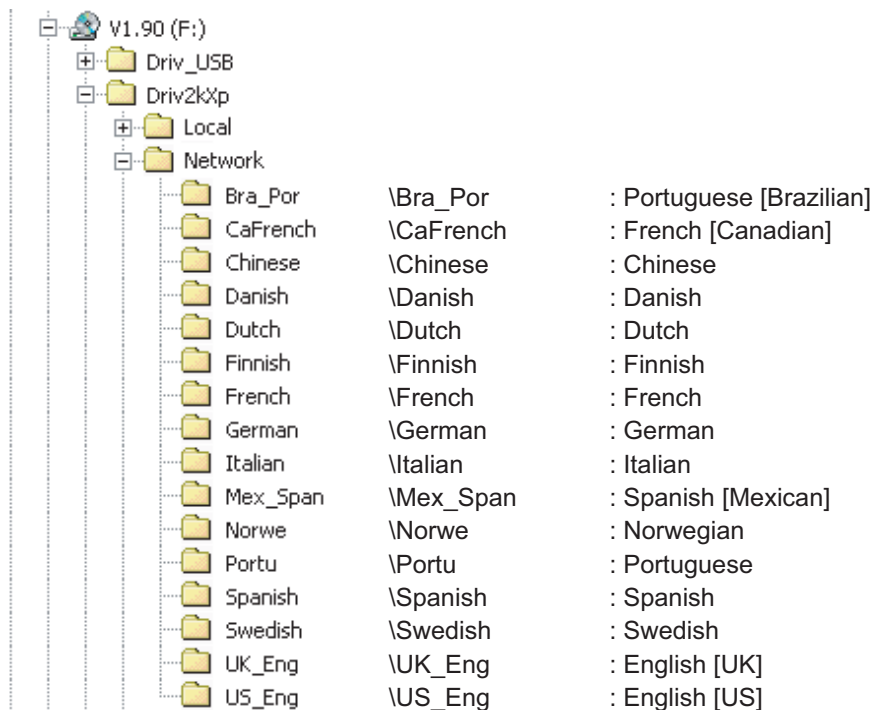 V1.90 (F:)
Driv_USB
Driv2kXp
Local
Network
Bra_Por \Bra_Por : Portuguese [Brazilian]
CaFrench \CaFrench : French [Canadian]
Chinese \Chinese : Chinese
Danish \Danish : Danish
Dutch \Dutch : Dutch
Finnish \Finnish : Finnish
French \French : French
German \German : German
Italian \Italian : Italian
Mex_Span \Mex_Span : Spanish [Mexican]
Norwe \Norwe : Norwegian
Portu \Portu : Portuguese
Spanish \Spanish : Spanish
Swedish \Swedish : Swedish
UK_Eng \UK_Eng : English [UK]
US_Eng \US_Eng : English [US]